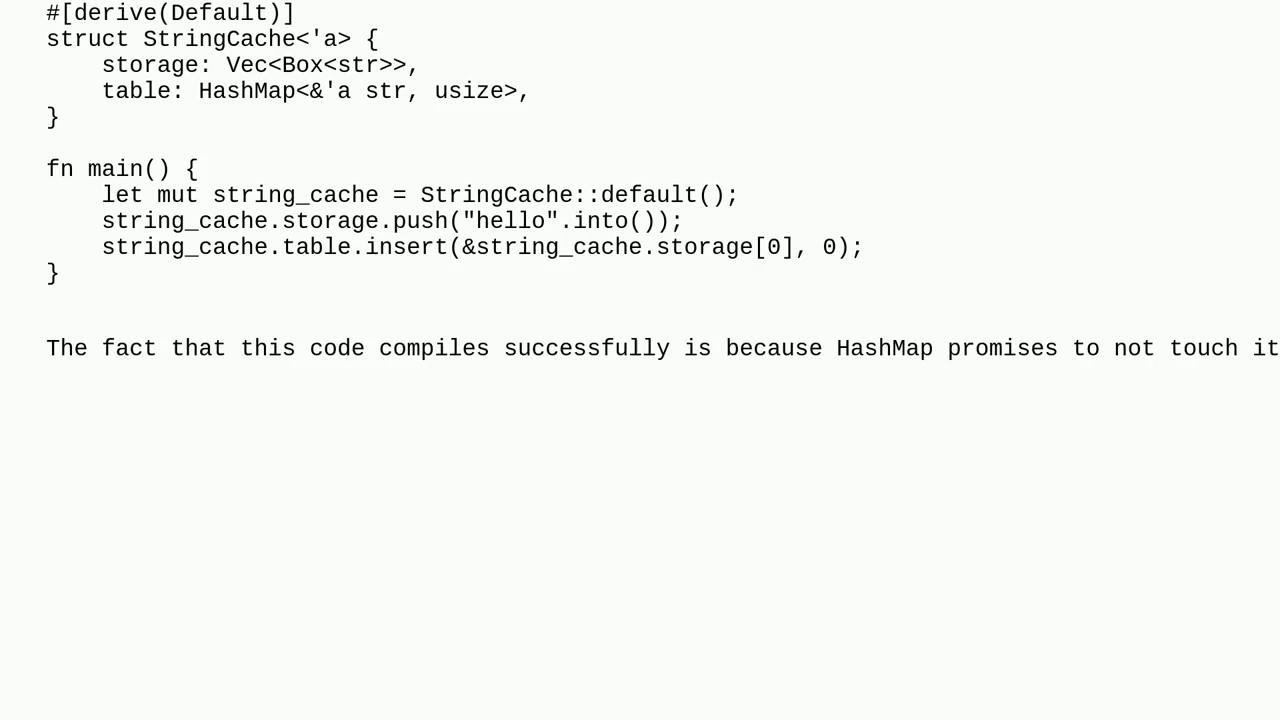 #[derive(Default)]
struct StringCache<'a> {
    storage: Vec<Box<str>>,
    table: HashMap<&'a str, usize>,
}

fn main() {
    let mut string_cache = StringCache::default();
    string_cache.storage.push("hello".into());
    string_cache.table.insert(&string_cache.storage[0], 0);
}

The fact that this code compiles successfully is because HashMap promises to not touch it